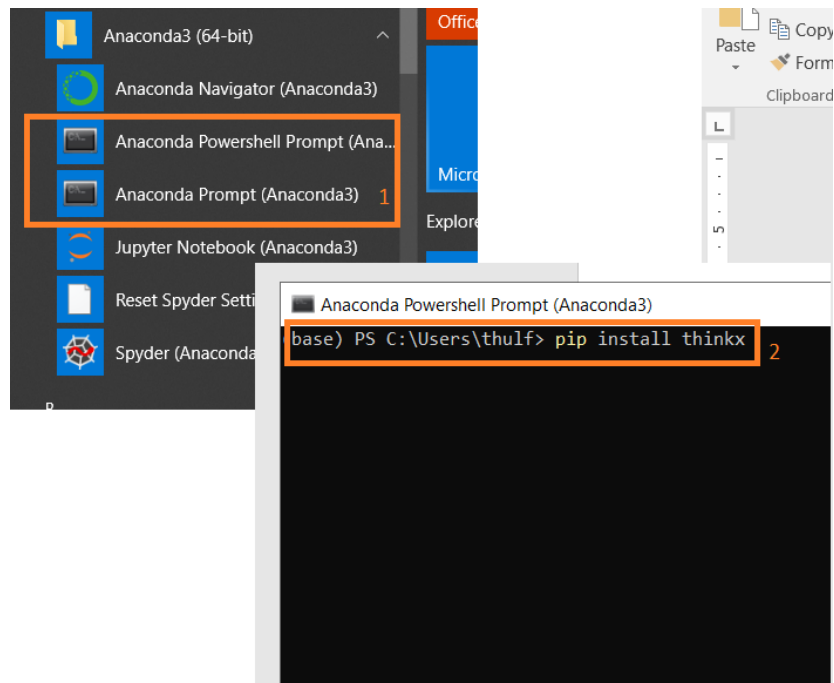 Anaconda3 (64-bit)
Anaconda Navigator (Anaconda3)
Anaconda Powershell Prompt (Ana...
Anaconda Prompt (Anaconda3) 1
Jupyter Notebook (Anaconda3)
Reset Spyder Setti
Spyder (Anaconda
Office
Micro
Explore
Paste
Copy
Form
Clipboard
L
5
Anaconda Powershell Prompt (Anaconda3)
base) PS C:\Users\thulf> pip install thinkx
2